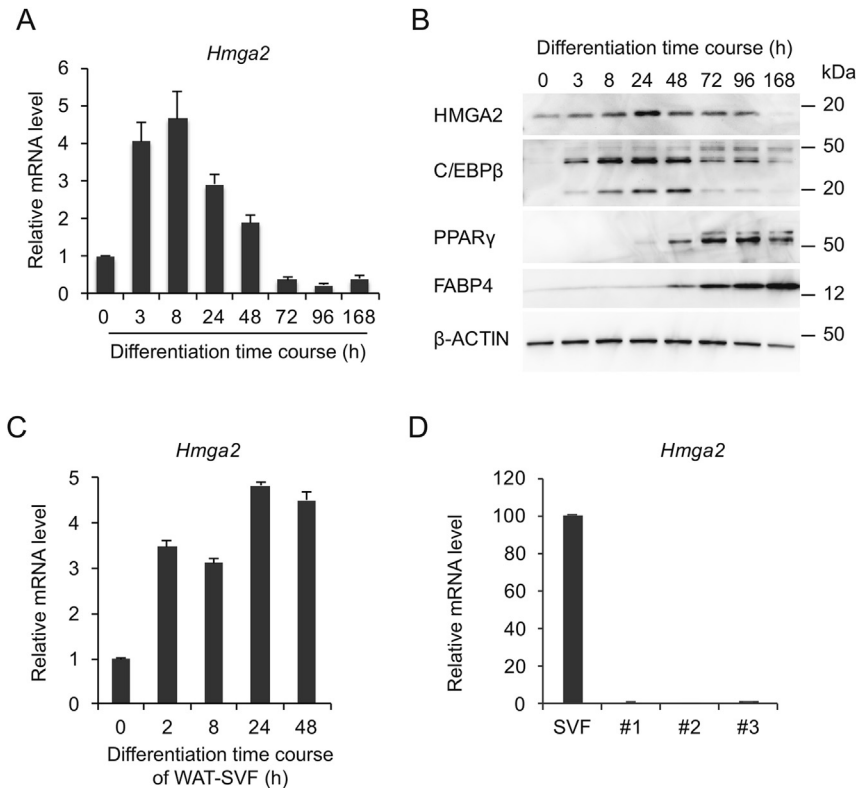 A
Hmga2
Relative mRNA level
6
5
4
3
2
1
0
0 3 8 24 48 72 96 168
Differentiation time course (h)
B
Differentiation time course (h)
0 3 8 24 48 72 96 168 kDa
HMGA2
20
C/EBPβ
50
20
PPARγ
50
FABP4
12
β-ACTIN
50
C
Hmga2
Relative mRNA level
5
4
3
2
1
0
0 2 8 24 48
Differentiation time course
of WAT-SVF (h)
D
Hmga2
Relative mRNA level
120
100
80
60
40
20
0
SVF #1 #2 #3